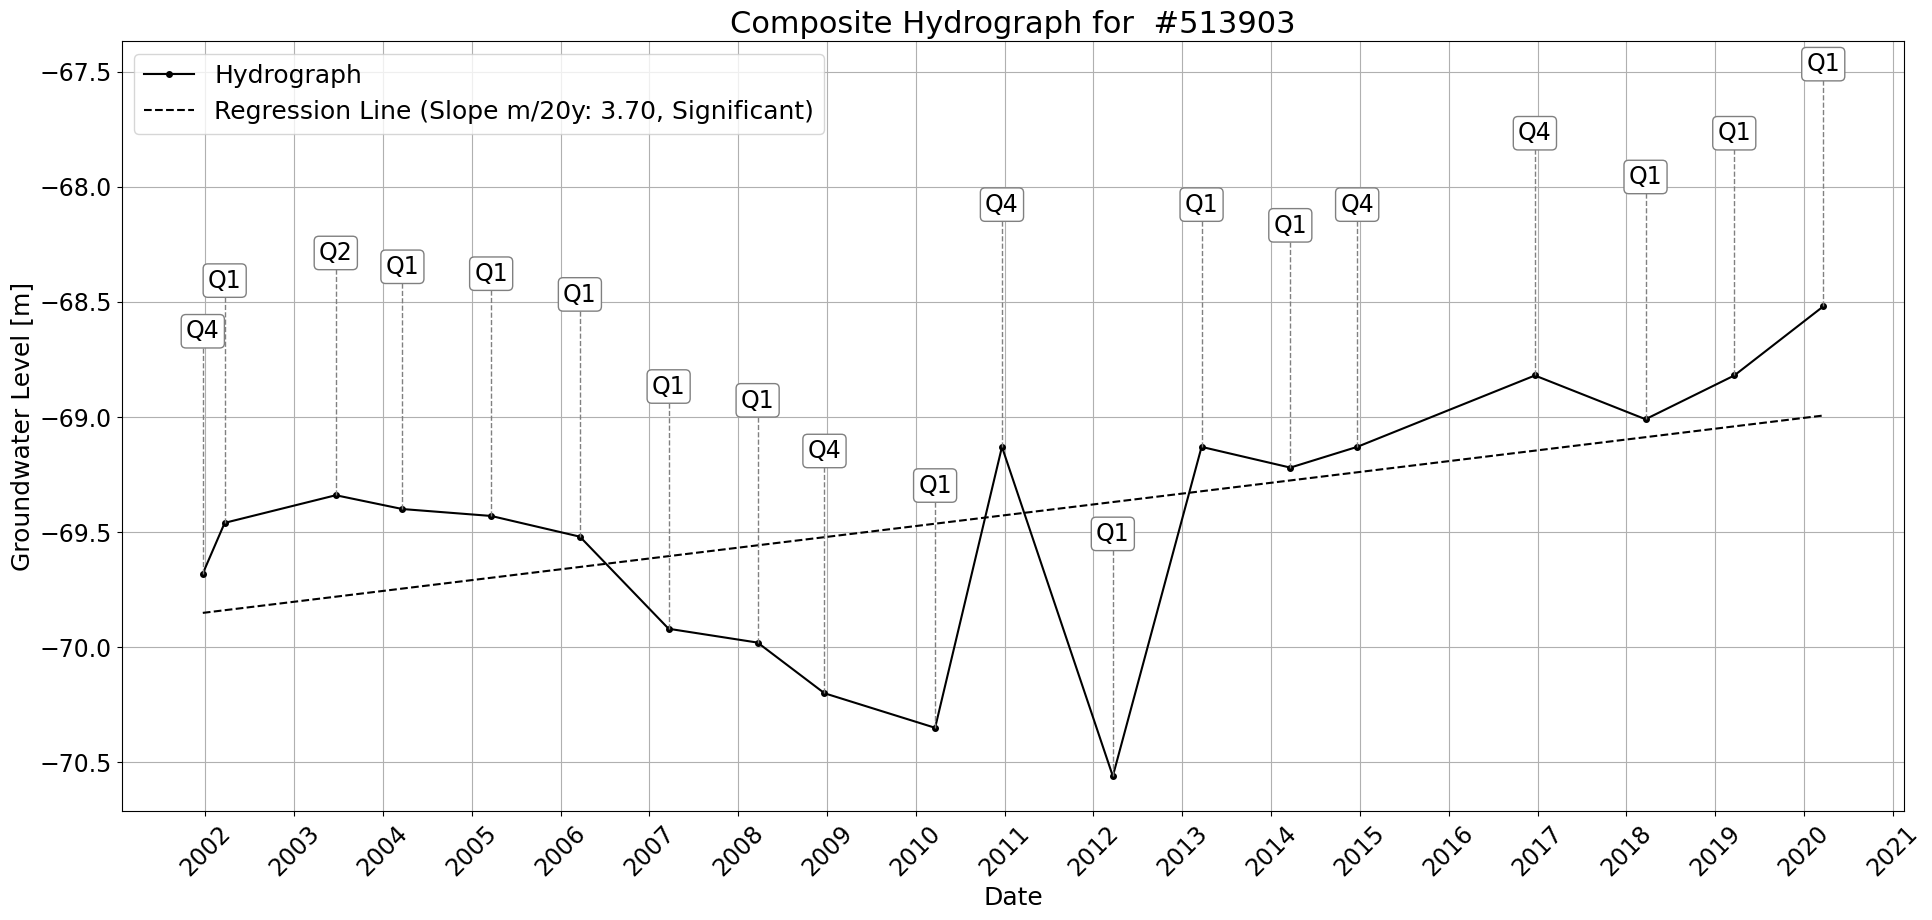 Composite Hydrograph for  #513903
Hydrograph
Regression Line (Slope m/20y: 3.70, Significant)
Groundwater Level [m]
−67.5
−68.0
−68.5
−69.0
−69.5
−70.0
−70.5
Q4
Q1
Q2
Q1
Q1
Q1
Q1
Q1
Q4
Q1
Q4
Q1
Q1
Q1
Q4
Q4
Q1
Q1
Q1
2002
2003
2004
2005
2006
2007
2008
2009
2010
2011
2012
2013
2014
2015
2016
2017
2018
2019
2020
2021
Date